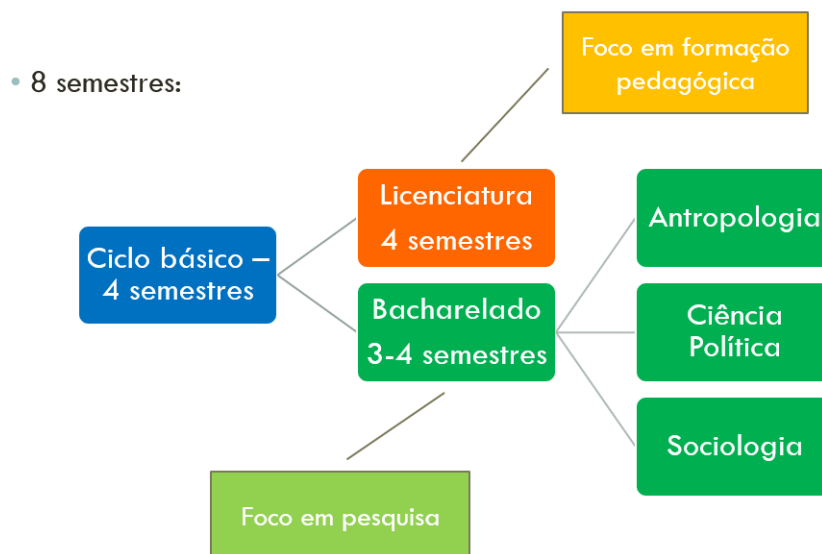 Foco em formação
pedagógica
• 8 semestres:
Licenciatura
4 semestres
Antropologia
Ciclo básico –
4 semestres
Bacharelado
3-4 semestres
Ciência
Política
Sociologia
Foco em pesquisa